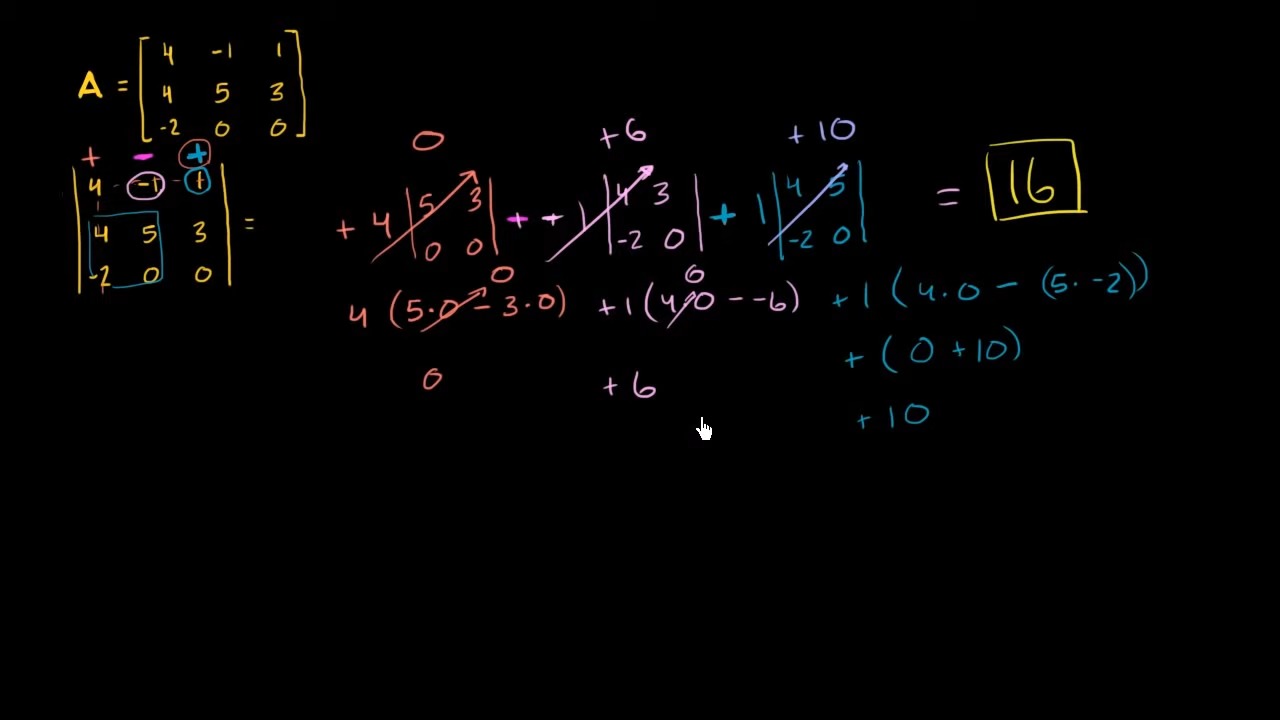 A = [ 4 -1 1
4 5 3
-2 0 0 ]
+ - +
0 +6 +10
| 4 -1 1 |
| 4 5 3 | =
| -2 0 0 |
+ 4 | 5 3 | + + 1 | 4 3 | + 1 | 4 5 | = 16
| 0 0 | | -2 0 | | -2 0 |
0 0
4 (5·0 - 3·0) +1 (4·0 - -6) +1 ( 4·0 - (5·-2))
+ ( 0 +10)
0 + 6
+10